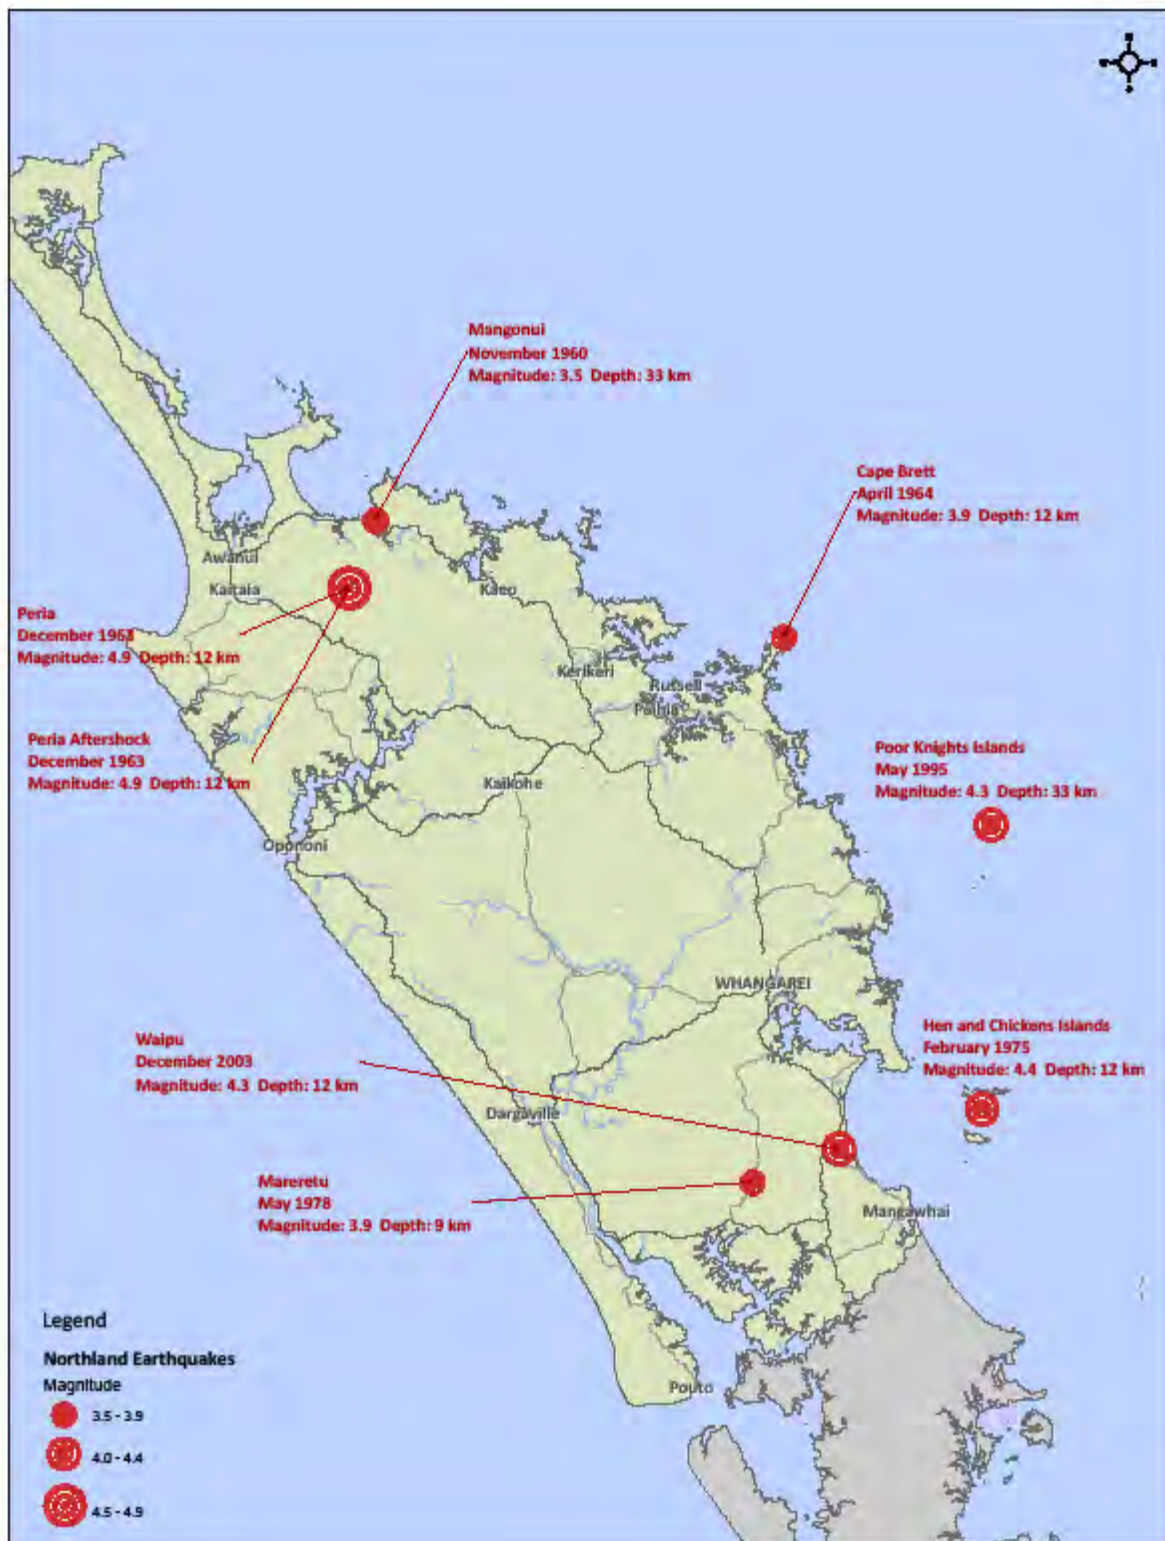 Mangonui
November 1960
Magnitude: 3.5 Depth: 33 km
Cape Brett
April 1964
Magnitude: 3.9 Depth: 12 km
Awanui
Kaitaia
Kaeo
Peria
December 1963
Magnitude: 4.9 Depth: 12 km
Kerikeri
Russell
Paihia
Peria Aftershock
December 1963
Magnitude: 4.9 Depth: 12 km
Poor Knights Islands
May 1995
Magnitude: 4.3 Depth: 33 km
Kaikohe
Opononi
WHANGAREI
Hen and Chickens Islands
February 1975
Magnitude: 4.4 Depth: 12 km
Waipu
December 2003
Magnitude: 4.3 Depth: 12 km
Dargaville
Mareretu
May 1978
Magnitude: 3.9 Depth: 9 km
Mangawhai
Pouto
Legend
Northland Earthquakes
Magnitude
3.5 - 3.9
4.0 - 4.4
4.5 - 4.9